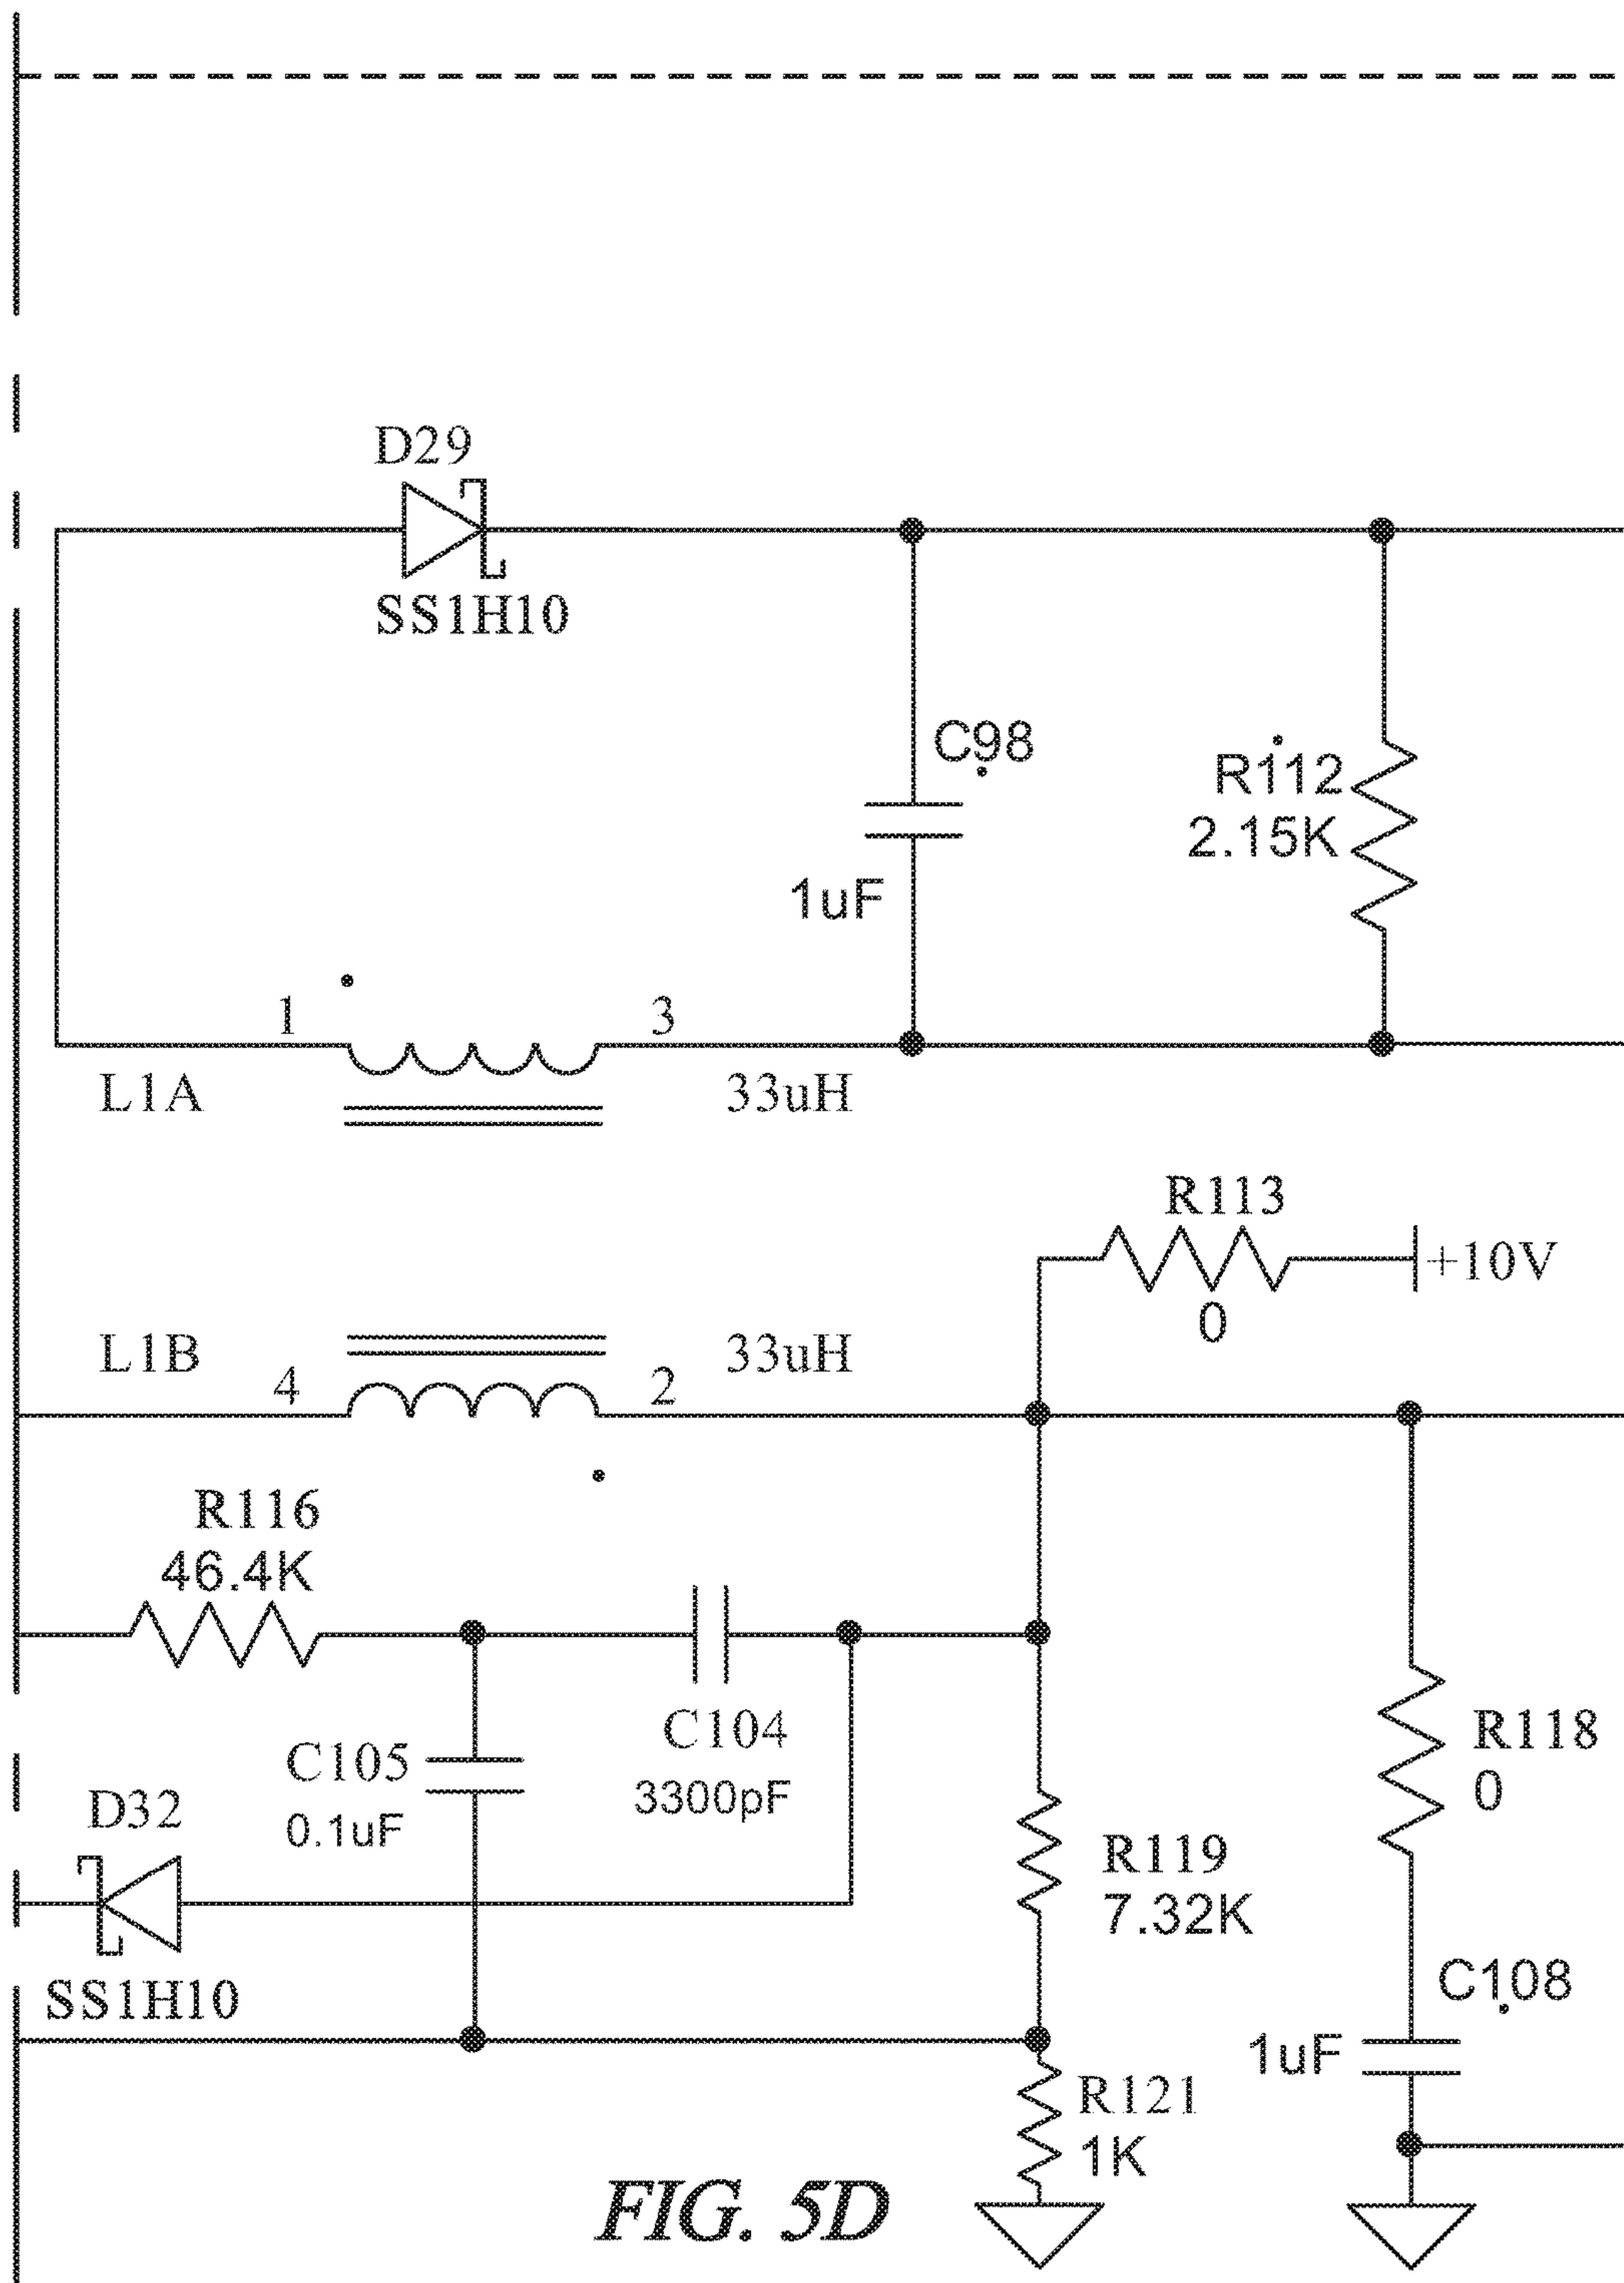 D29
SS1H10
C98
1uF
R112
2.15K
1
3
L1A
33uH
R113
+10V
0
L1B
33uH
4
2
R116
46.4K
C104
3300pF
C105
0.1uF
D32
SS1H10
R118
0
R119
7.32K
C108
1uF
R121
1K
FIG. 5D